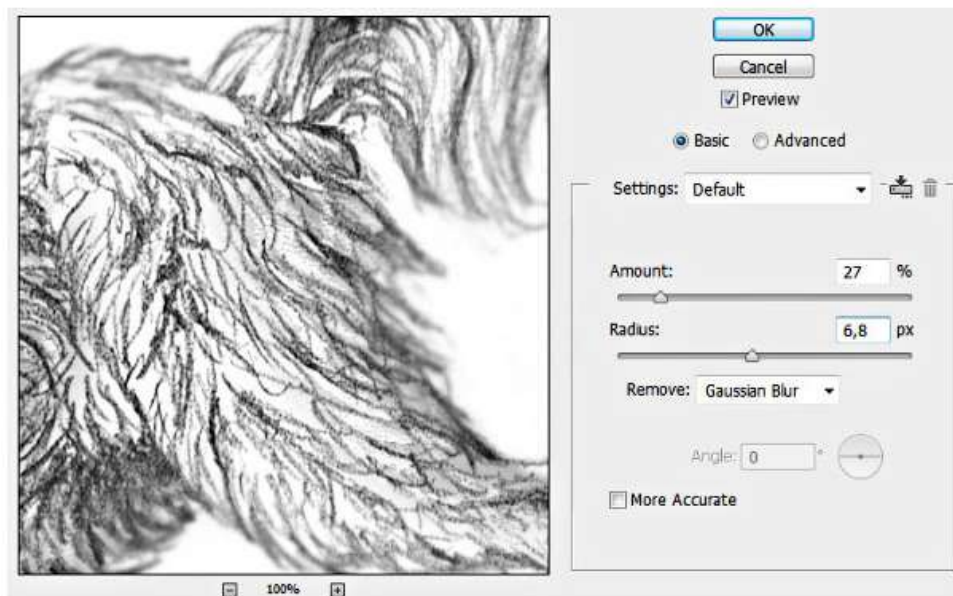 OK
Cancel
Preview
Basic Advanced
Settings: Default
Amount: 27 %
Radius: 6,8 px
Remove: Gaussian Blur
Angle: 0 °
More Accurate
100%